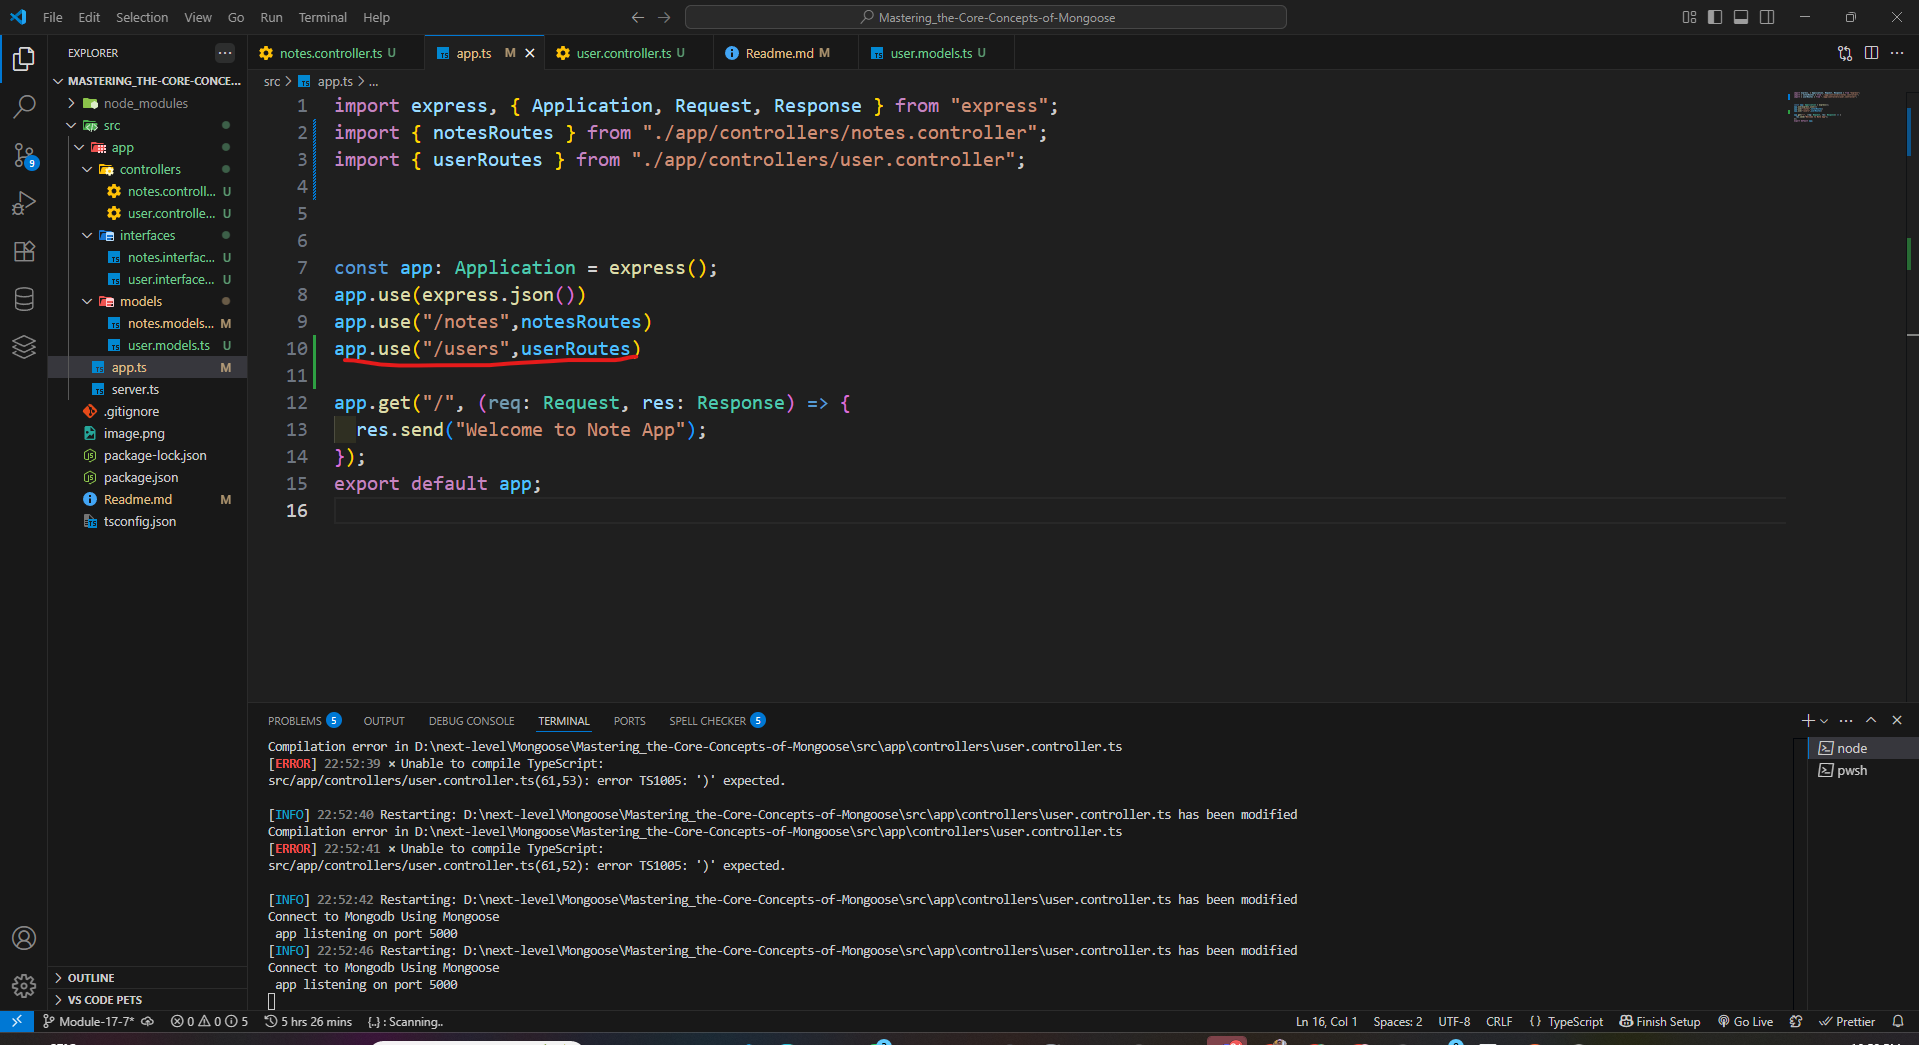 File Edit Selection View Go Run Terminal Help
Mastering_the-Core-Concepts-of-Mongoose
EXPLORER
notes.controller.ts U
app.ts M
user.controller.ts U
Readme.md M
user.models.ts U
MASTERING_THE-CORE-CONCE...
node_modules
src
app
controllers
notes.controll... U
user.controlle... U
interfaces
notes.interfac... U
user.interface... U
models
notes.models... M
user.models.ts U
app.ts M
server.ts
.gitignore
image.png
package-lock.json
package.json
Readme.md M
tsconfig.json
OUTLINE
VS CODE PETS
9
src > app.ts > ...
1 import express, { Application, Request, Response } from "express";
2 import { notesRoutes } from "./app/controllers/notes.controller";
3 import { userRoutes } from "./app/controllers/user.controller";
4
5
6
7 const app: Application = express();
8 app.use(express.json())
9 app.use("/notes",notesRoutes)
10 app.use("/users",userRoutes)
11
12 app.get("/", (req: Request, res: Response) => {
13 res.send("Welcome to Note App");
14 });
15 export default app;
16
PROBLEMS 5 OUTPUT DEBUG CONSOLE TERMINAL PORTS SPELL CHECKER 5
Compilation error in D:\next-level\Mongoose\Mastering_the-Core-Concepts-of-Mongoose\src\app\controllers\user.controller.ts
[ERROR] 22:52:39 × Unable to compile TypeScript:
src/app/controllers/user.controller.ts(61,53): error TS1005: ')' expected.
[INFO] 22:52:40 Restarting: D:\next-level\Mongoose\Mastering_the-Core-Concepts-of-Mongoose\src\app\controllers\user.controller.ts has been modified
Compilation error in D:\next-level\Mongoose\Mastering_the-Core-Concepts-of-Mongoose\src\app\controllers\user.controller.ts
[ERROR] 22:52:41 × Unable to compile TypeScript:
src/app/controllers/user.controller.ts(61,52): error TS1005: ')' expected.
[INFO] 22:52:42 Restarting: D:\next-level\Mongoose\Mastering_the-Core-Concepts-of-Mongoose\src\app\controllers\user.controller.ts has been modified
Connect to Mongodb Using Mongoose
app listening on port 5000
[INFO] 22:52:46 Restarting: D:\next-level\Mongoose\Mastering_the-Core-Concepts-of-Mongoose\src\app\controllers\user.controller.ts has been modified
Connect to Mongodb Using Mongoose
app listening on port 5000
node
pwsh
Module-17-7* 0 0 5 5 hrs 26 mins {..} : Scanning.. Ln 16, Col 1 Spaces: 2 UTF-8 CRLF {} TypeScript Finish Setup Go Live Prettier